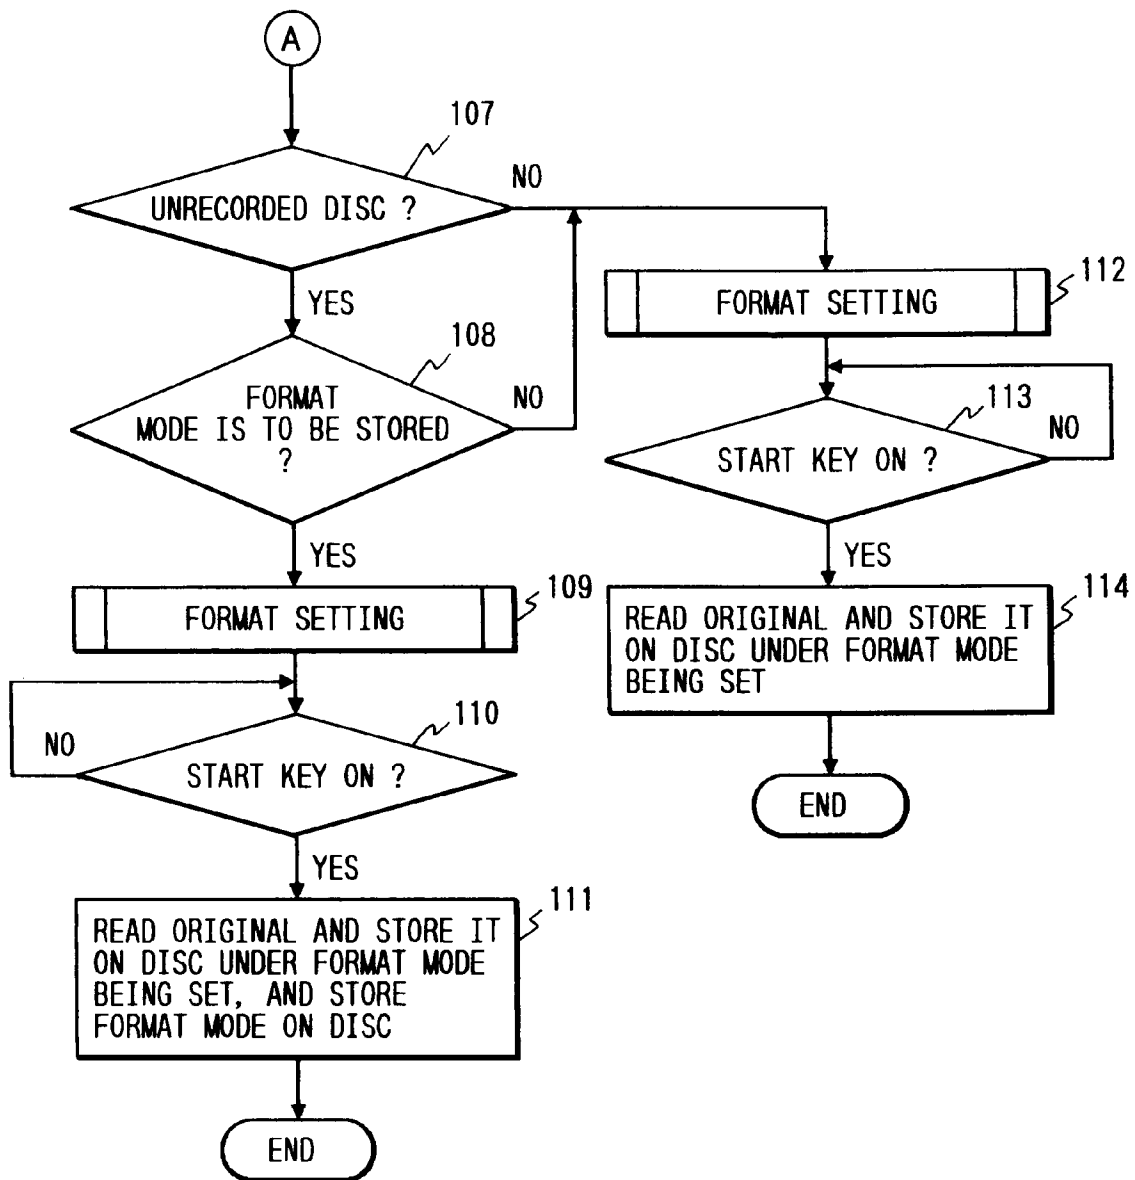 A
107
UNRECORDED DISC ?
NO
YES
108
FORMAT
MODE IS TO BE STORED
?
NO
YES
109
FORMAT SETTING
110
NO
START KEY ON ?
YES
111
READ ORIGINAL AND STORE IT
ON DISC UNDER FORMAT MODE
BEING SET, AND STORE
FORMAT MODE ON DISC
END
112
FORMAT SETTING
113
NO
START KEY ON ?
YES
114
READ ORIGINAL AND STORE IT
ON DISC UNDER FORMAT MODE
BEING SET
END